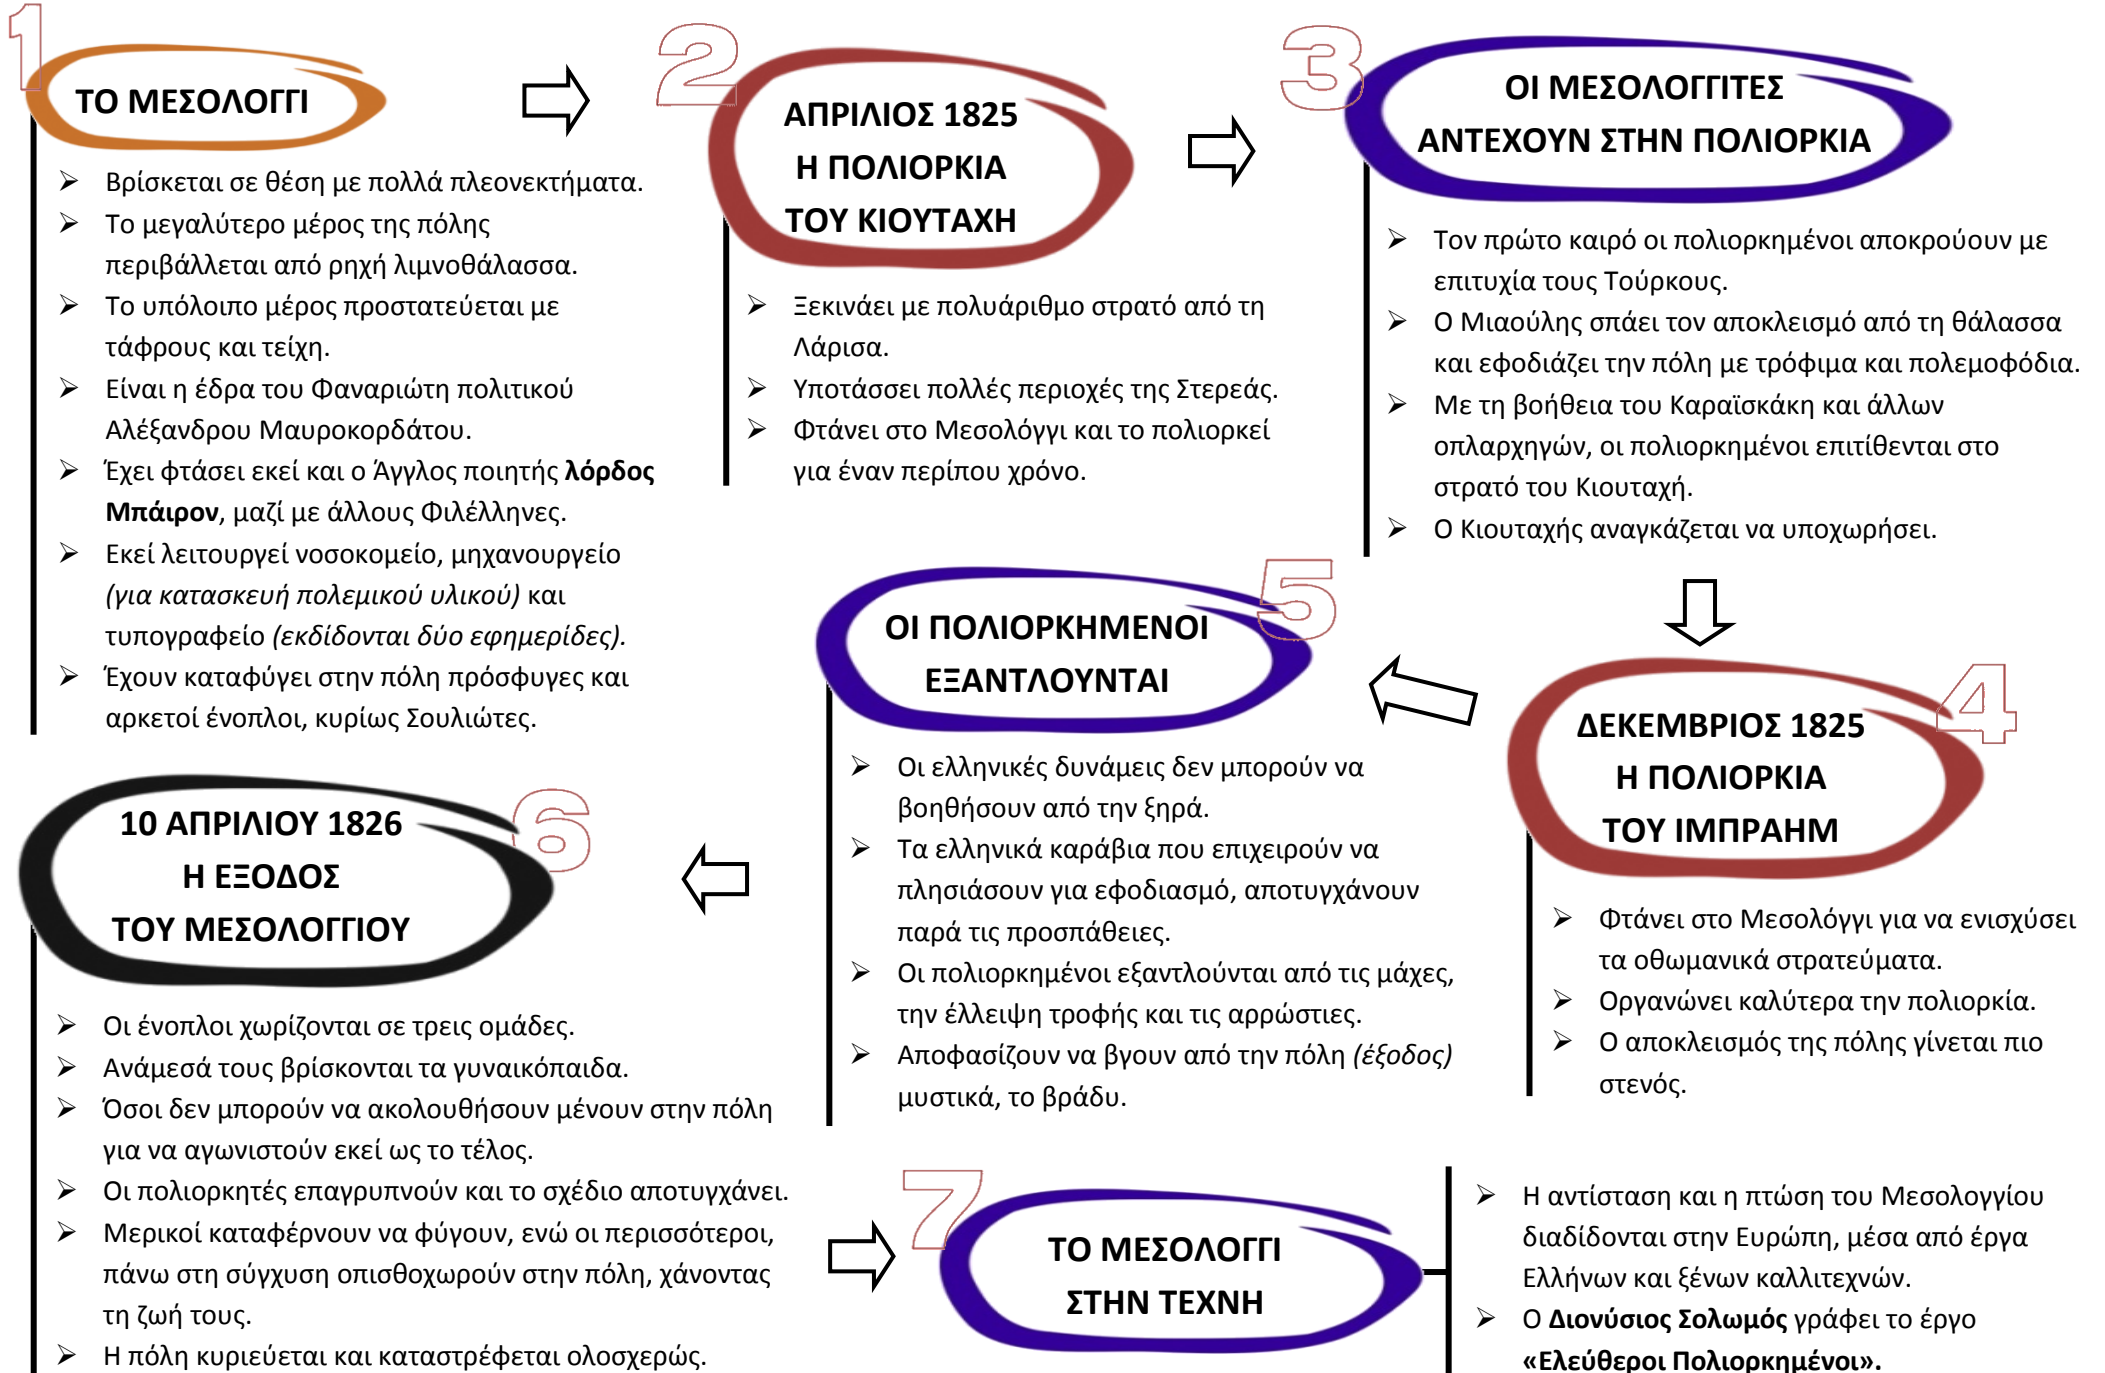 1
ΤΟ ΜΕΣΟΛΟΓΓΙ
➢ Βρίσκεται σε θέση με πολλά πλεονεκτήματα.
➢ Το μεγαλύτερο μέρος της πόλης
περιβάλλεται από ρηχή λιμνοθάλασσα.
➢ Το υπόλοιπο μέρος προστατεύεται με
τάφρους και τείχη.
➢ Είναι η έδρα του Φαναριώτη πολιτικού
Αλέξανδρου Μαυροκορδάτου.
➢ Έχει φτάσει εκεί και ο Άγγλος ποιητής λόρδος
Μπάιρον, μαζί με άλλους Φιλέλληνες.
➢ Εκεί λειτουργεί νοσοκομείο, μηχανουργείο
(για κατασκευή πολεμικού υλικού) και
τυπογραφείο (εκδίδονται δύο εφημερίδες).
➢ Έχουν καταφύγει στην πόλη πρόσφυγες και
αρκετοί ένοπλοι, κυρίως Σουλιώτες.
2
ΑΠΡΙΛΙΟΣ 1825
Η ΠΟΛΙΟΡΚΙΑ
ΤΟΥ ΚΙΟΥΤΑΧΗ
➢ Ξεκινάει με πολυάριθμο στρατό από τη
Λάρισα.
➢ Υποτάσσει πολλές περιοχές της Στερεάς.
➢ Φτάνει στο Μεσολόγγι και το πολιορκεί
για έναν περίπου χρόνο.
3
ΟΙ ΜΕΣΟΛΟΓΓΙΤΕΣ
ΑΝΤΕΧΟΥΝ ΣΤΗΝ ΠΟΛΙΟΡΚΙΑ
➢ Τον πρώτο καιρό οι πολιορκημένοι αποκρούουν με
επιτυχία τους Τούρκους.
➢ Ο Μιαούλης σπάει τον αποκλεισμό από τη θάλασσα
και εφοδιάζει την πόλη με τρόφιμα και πολεμοφόδια.
➢ Με τη βοήθεια του Καραϊσκάκη και άλλων
οπλαρχηγών, οι πολιορκημένοι επιτίθενται στο
στρατό του Κιουταχή.
➢ Ο Κιουταχής αναγκάζεται να υποχωρήσει.
4
ΔΕΚΕΜΒΡΙΟΣ 1825
Η ΠΟΛΙΟΡΚΙΑ
ΤΟΥ ΙΜΠΡΑΗΜ
➢ Φτάνει στο Μεσολόγγι για να ενισχύσει
τα οθωμανικά στρατεύματα.
➢ Οργανώνει καλύτερα την πολιορκία.
➢ Ο αποκλεισμός της πόλης γίνεται πιο
στενός.
5
ΟΙ ΠΟΛΙΟΡΚΗΜΕΝΟΙ
ΕΞΑΝΤΛΟΥΝΤΑΙ
➢ Οι ελληνικές δυνάμεις δεν μπορούν να
βοηθήσουν από την ξηρά.
➢ Τα ελληνικά καράβια που επιχειρούν να
πλησιάσουν για εφοδιασμό, αποτυγχάνουν
παρά τις προσπάθειες.
➢ Οι πολιορκημένοι εξαντλούνται από τις μάχες,
την έλλειψη τροφής και τις αρρώστιες.
➢ Αποφασίζουν να βγουν από την πόλη (έξοδος)
μυστικά, το βράδυ.
6
10 ΑΠΡΙΛΙΟΥ 1826
Η ΕΞΟΔΟΣ
ΤΟΥ ΜΕΣΟΛΟΓΓΙΟΥ
➢ Οι ένοπλοι χωρίζονται σε τρεις ομάδες.
➢ Ανάμεσά τους βρίσκονται τα γυναικόπαιδα.
➢ Όσοι δεν μπορούν να ακολουθήσουν μένουν στην πόλη
για να αγωνιστούν εκεί ως το τέλος.
➢ Οι πολιορκητές επαγρυπνούν και το σχέδιο αποτυγχάνει.
➢ Μερικοί καταφέρνουν να φύγουν, ενώ οι περισσότεροι,
πάνω στη σύγχυση οπισθοχωρούν στην πόλη, χάνοντας
τη ζωή τους.
➢ Η πόλη κυριεύεται και καταστρέφεται ολοσχερώς.
7
ΤΟ ΜΕΣΟΛΟΓΓΙ
ΣΤΗΝ ΤΕΧΝΗ
➢ Η αντίσταση και η πτώση του Μεσολογγίου
διαδίδονται στην Ευρώπη, μέσα από έργα
Ελλήνων και ξένων καλλιτεχνών.
➢ Ο Διονύσιος Σολωμός γράφει το έργο
«Ελεύθεροι Πολιορκημένοι».